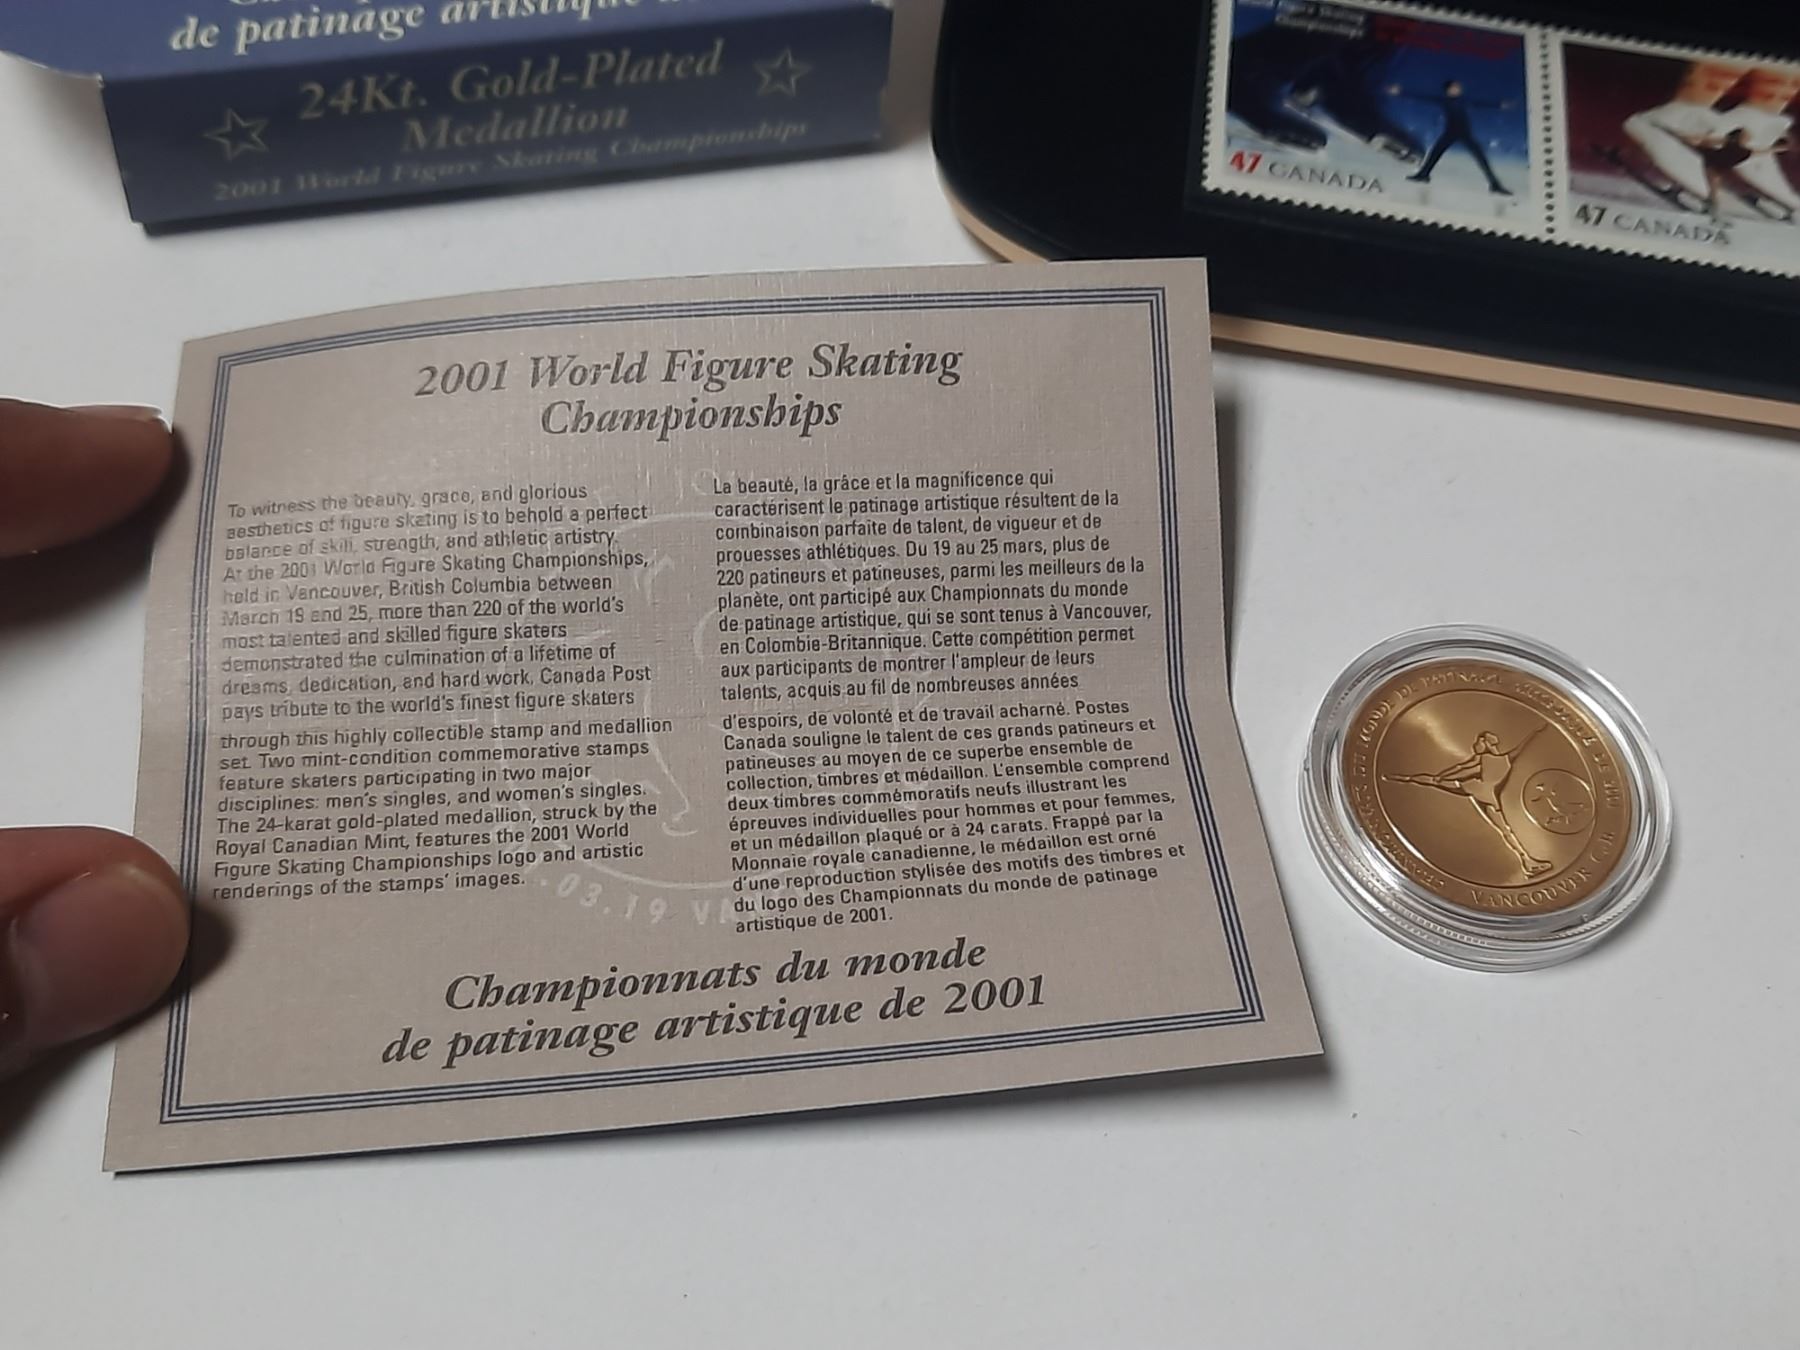 de patinage artistique
24Kt. Gold-Plated
Medallion
2001 World Figure Skating Championships
Championships
47 CANADA
47 CANADA
2001 World Figure Skating
Championships
To witness the beauty, grace, and glorious
aesthetics of figure skating is to behold a perfect
balance of skill, strength, and athletic artistry.
At the 2001 World Figure Skating Championships,
held in Vancouver, British Columbia between
March 19 and 25, more than 220 of the world's
most talented and skilled figure skaters
demonstrated the culmination of a lifetime of
dreams, dedication, and hard work. Canada Post
pays tribute to the world's finest figure skaters
through this highly collectible stamp and medallion
set. Two mint-condition commemorative stamps
feature skaters participating in two major
disciplines: men's singles, and women's singles.
The 24-karat gold-plated medallion, struck by the
Royal Canadian Mint, features the 2001 World
Figure Skating Championships logo and artistic
renderings of the stamps' images.
La beauté, la grâce et la magnificence qui
caractérisent le patinage artistique résultent de la
combinaison parfaite de talent, de vigueur et de
prouesses athlétiques. Du 19 au 25 mars, plus de
220 patineurs et patineuses, parmi les meilleurs de la
planète, ont participé aux Championnats du monde
de patinage artistique, qui se sont tenus à Vancouver,
en Colombie-Britannique. Cette compétition permet
aux participants de montrer l'ampleur de leurs
talents, acquis au fil de nombreuses années
d'espoirs, de volonté et de travail acharné. Postes
Canada souligne le talent de ces grands patineurs et
patineuses au moyen de ce superbe ensemble de
collection, timbres et médaillon. L'ensemble comprend
deux timbres commémoratifs neufs illustrant les
épreuves individuelles pour hommes et pour femmes,
et un médaillon plaqué or à 24 carats. Frappé par la
Monnaie royale canadienne, le médaillon est orné
d'une reproduction stylisée des motifs des timbres et
du logo des Championnats du monde de patinage
artistique de 2001.
.03.19 VA
Championnats du monde
de patinage artistique de 2001
CHAMPIONNATS DU MONDE DE PATINAGE ARTISTIQUE DE 2001
VANCOUVER C.-B.